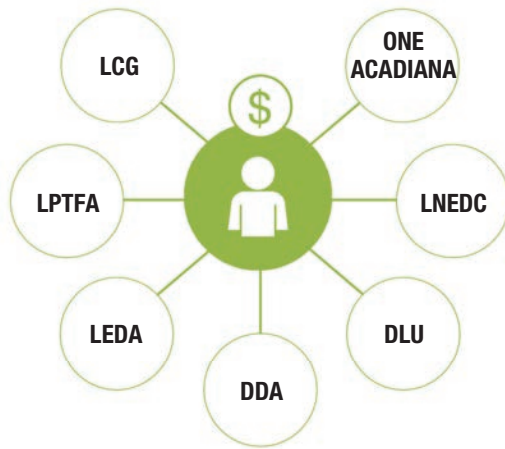 LCG
ONE
ACADIANA
$
LPTFA
LNEDC
LEDA
DLU
DDA